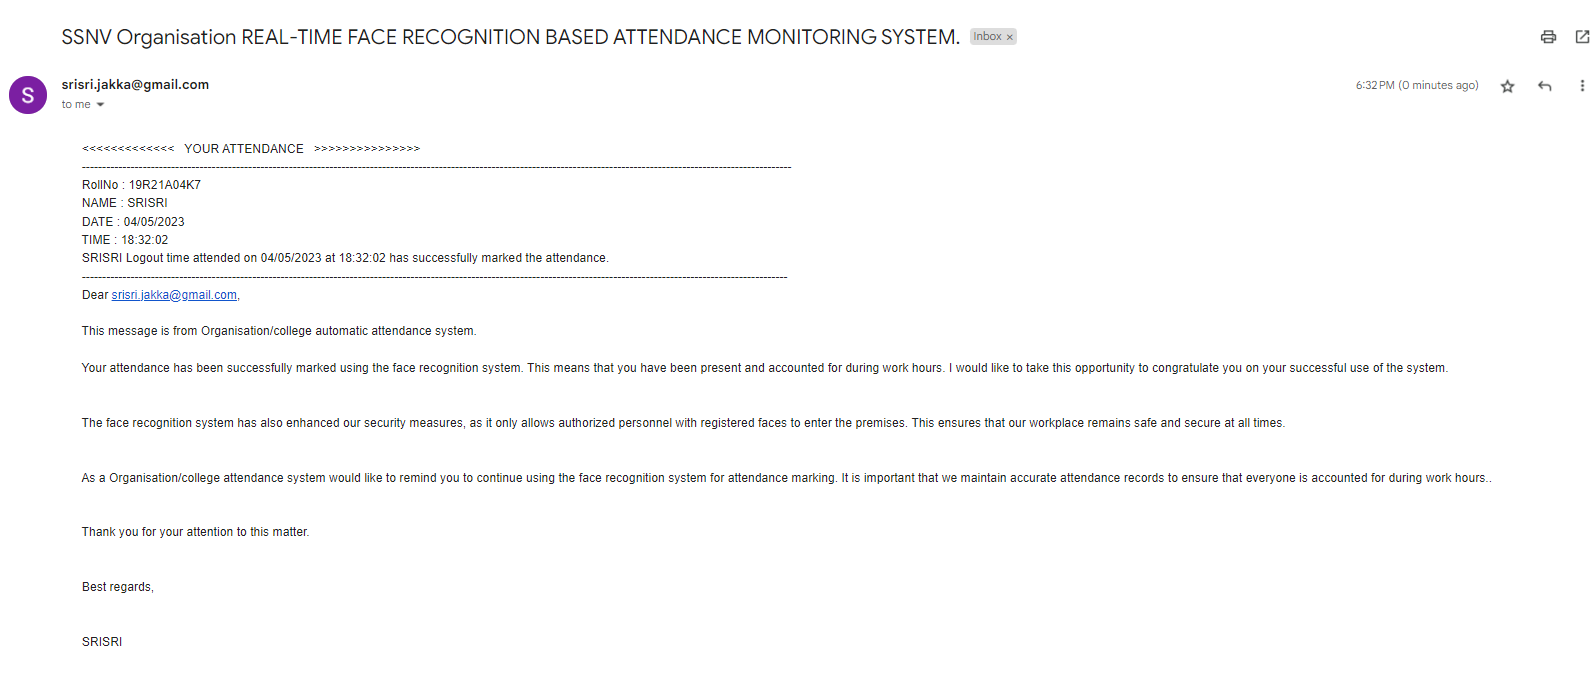 SSNV Organisation REAL-TIME FACE RECOGNITION BASED ATTENDANCE MONITORING SYSTEM. Inbox ×
S
srisri.jakka@gmail.com 6:32 PM (0 minutes ago)
to me
<<<<<<<<<<<<< YOUR ATTENDANCE >>>>>>>>>>>>>>>
--------------------------------------------------------------------------------------------------------------------------------------------------------------------------------
RollNo : 19R21A04K7
NAME : SRISRI
DATE : 04/05/2023
TIME : 18:32:02
SRISRI Logout time attended on 04/05/2023 at 18:32:02 has successfully marked the attendance.
-------------------------------------------------------------------------------------------------------------------------------------------------------------------------------
Dear srisri.jakka@gmail.com,
This message is from Organisation/college automatic attendance system.
Your attendance has been successfully marked using the face recognition system. This means that you have been present and accounted for during work hours. I would like to take this opportunity to congratulate you on your successful use of the system.
The face recognition system has also enhanced our security measures, as it only allows authorized personnel with registered faces to enter the premises. This ensures that our workplace remains safe and secure at all times.
As a Organisation/college attendance system would like to remind you to continue using the face recognition system for attendance marking. It is important that we maintain accurate attendance records to ensure that everyone is accounted for during work hours..
Thank you for your attention to this matter.
Best regards,
SRISRI